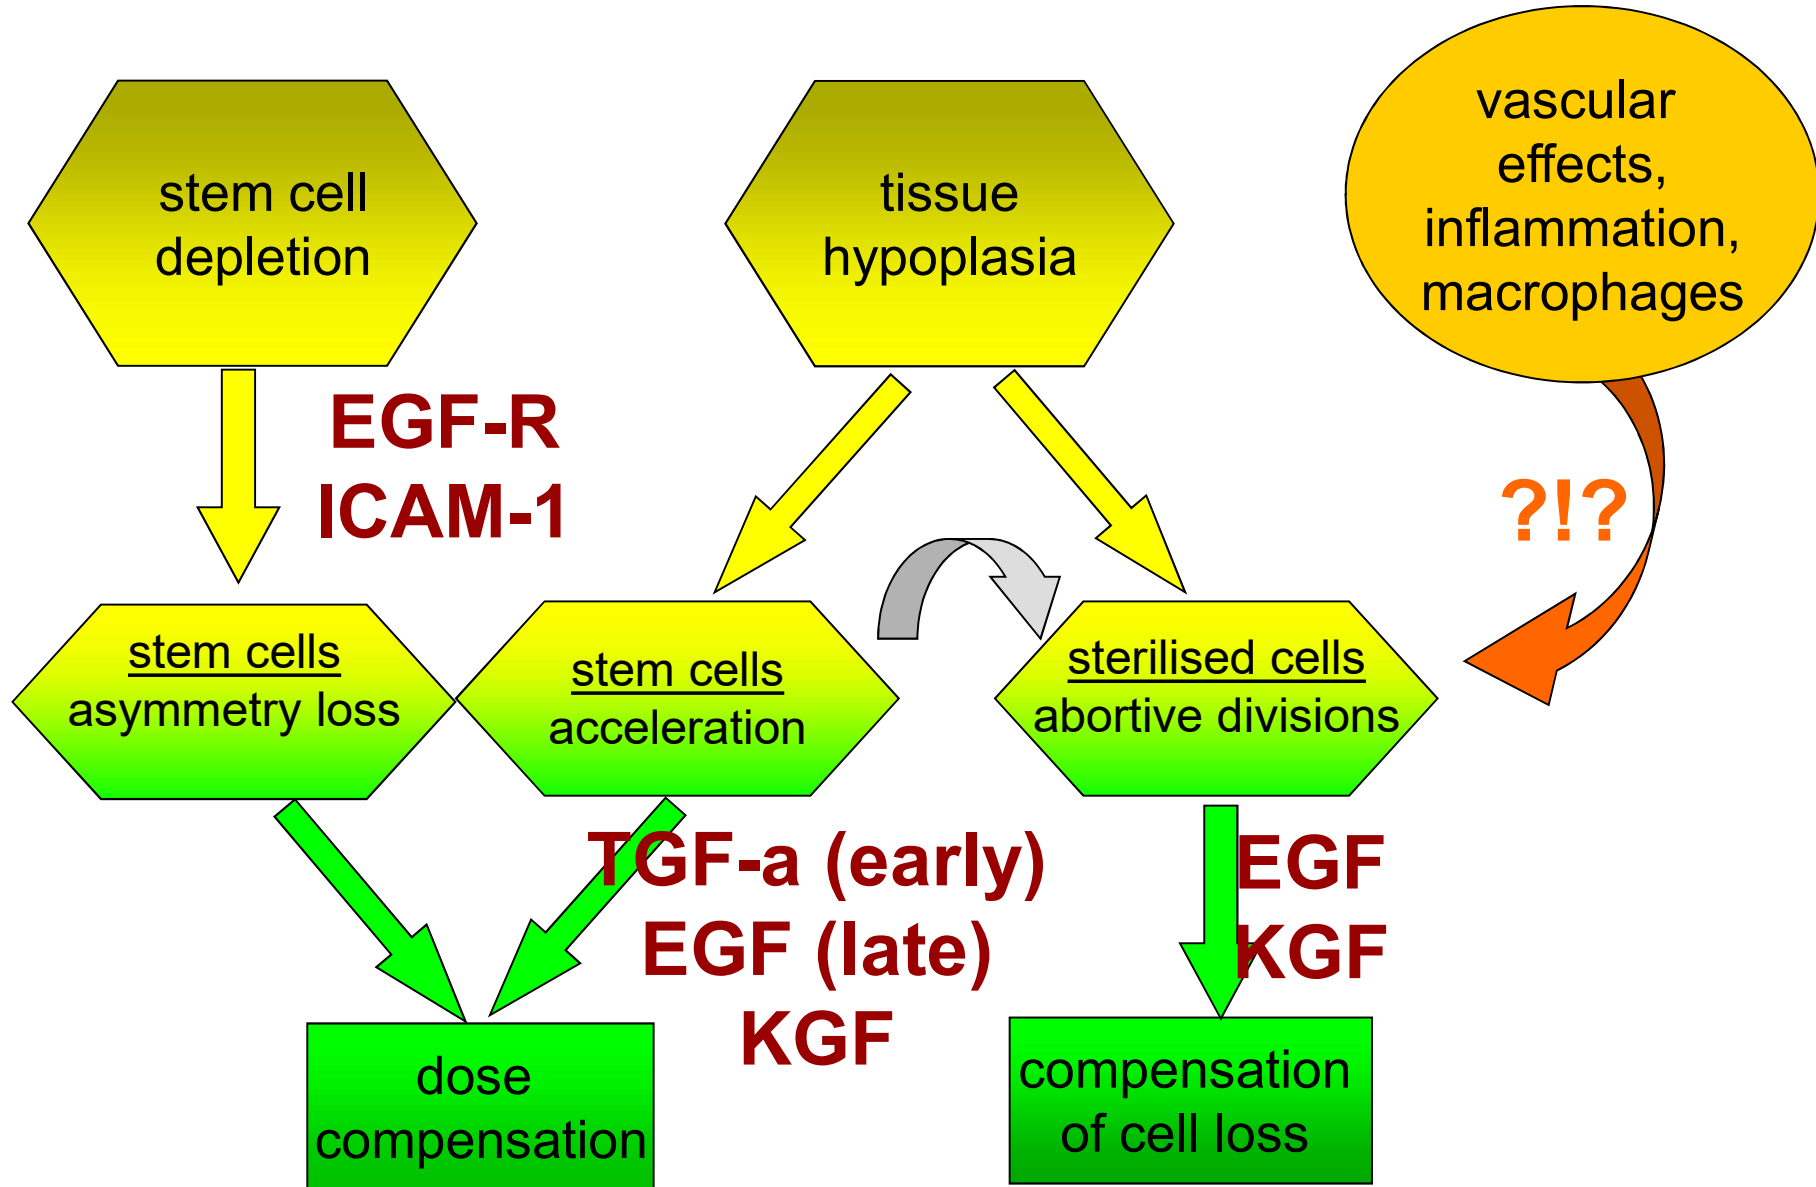 stem cell
depletion
tissue
hypoplasia
vascular
effects,
inflammation,
macrophages
EGF-R
ICAM-1
?!?
stem cells
asymmetry loss
stem cells
acceleration
sterilised cells
abortive divisions
TGF-a (early)
EGF (late)
KGF
EGF
KGF
dose
compensation
compensation
of cell loss